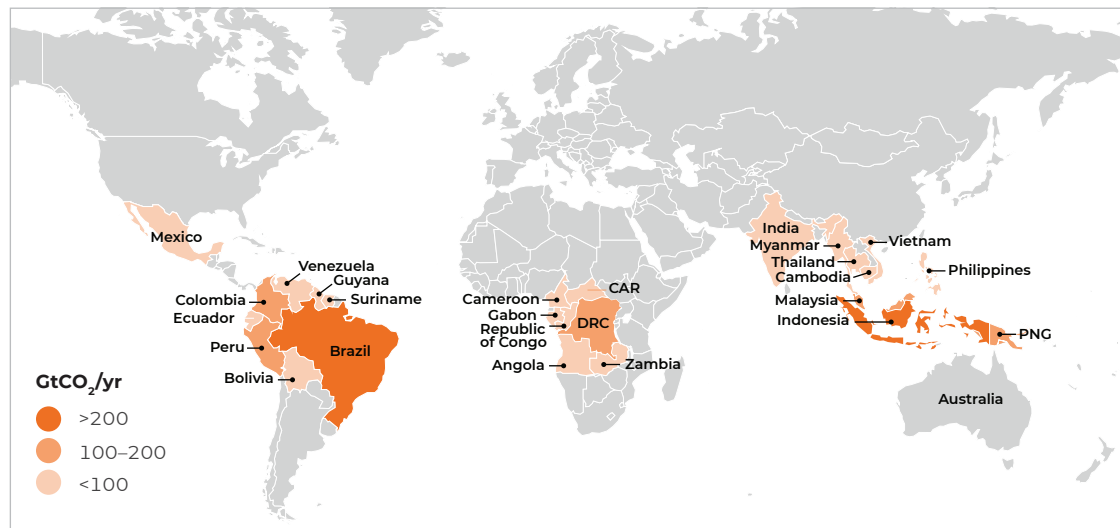 Mexico
Venezuela
Guyana
Suriname
Colombia
Ecuador
Peru
Brazil
Bolivia
Cameroon
CAR
Gabon
Republic
of Congo
DRC
Angola
Zambia
India
Myanmar
Vietnam
Thailand
Cambodia
Philippines
Malaysia
Indonesia
PNG
Australia
GtCO₂/yr
>200
100–200
<100